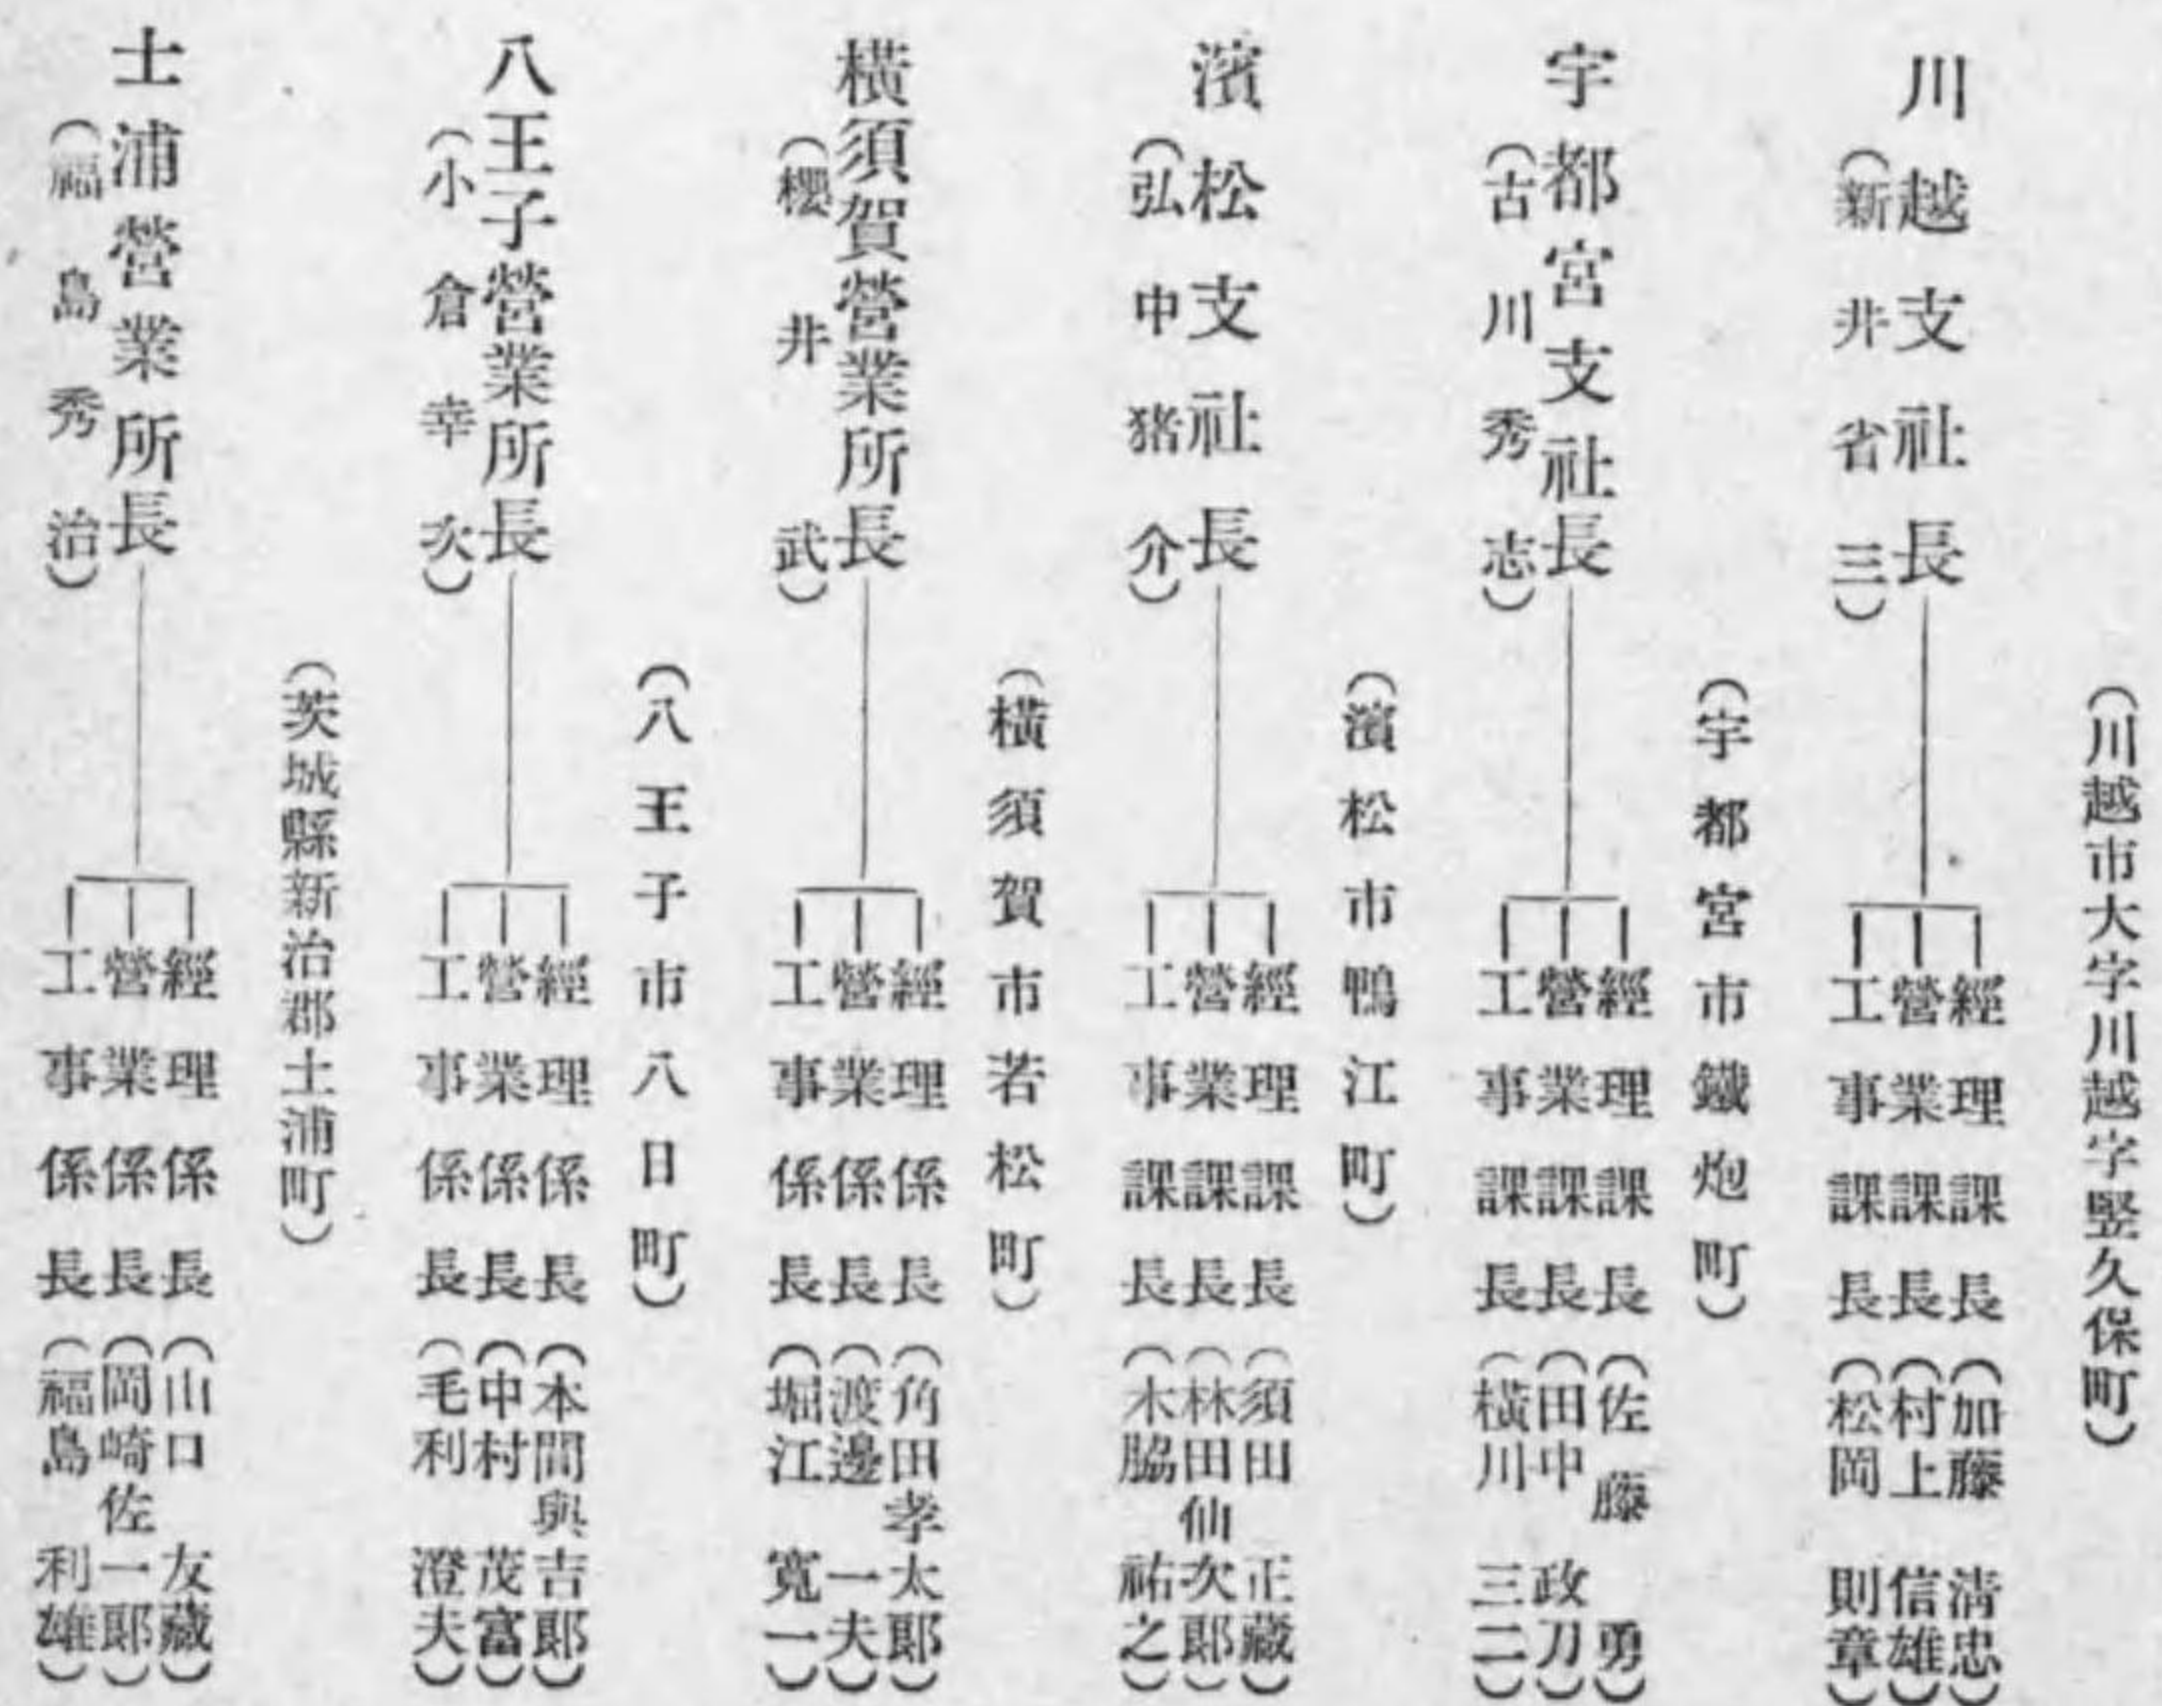 （川越市大字川越字竪久保町）
川越支社長
（新井省三）
經理課長（加藤清忠）
營業課長（村上信雄）
工事課長（松岡則章）
（宇都宮市鐵炮町）
宇都宮支社長
（古川秀志）
經理課長（佐藤勇）
營業課長（田中政刀）
工事課長（橫川三二）
（濱松市鴨江町）
濱松支社長
（弘中猪介）
經理課長（須田正藏）
營業課長（林田仙次郎）
工事課長（木脇祐之）
（橫須賀市若松町）
橫須賀營業所長
（櫻井武）
經理係長（角田孝太郎）
營業係長（渡邊一夫）
工事係長（堀江寬一）
（八王子市八日町）
八王子營業所長
（小倉幸次）
經理係長（本間與吉郎）
營業係長（中村茂富）
工事係長（毛利澄夫）
（茨城縣新治郡土浦町）
土浦營業所長
（福島秀治）
經理係長（山口友藏）
營業係長（岡崎佐一郎）
工事係長（福島利雄）